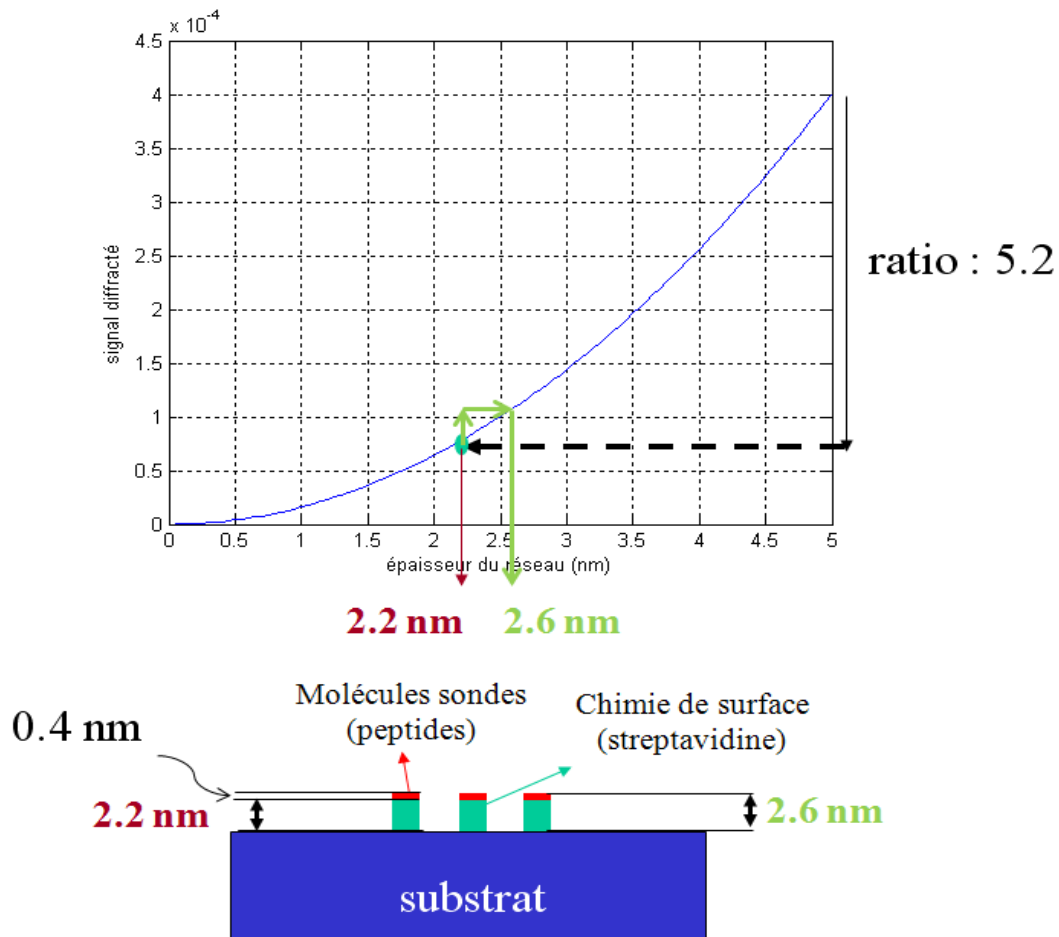 x 10⁻⁴
4.5
4
3.5
3
2.5
2
1.5
1
0.5
0
signal diffracté
0 0.5 1 1.5 2 2.5 3 3.5 4 4.5 5
épaisseur du réseau (nm)
ratio : 5.2
2.2 nm 2.6 nm
Molécules sondes
(peptides)
Chimie de surface
(streptavidine)
0.4 nm
2.2 nm
2.6 nm
substrat